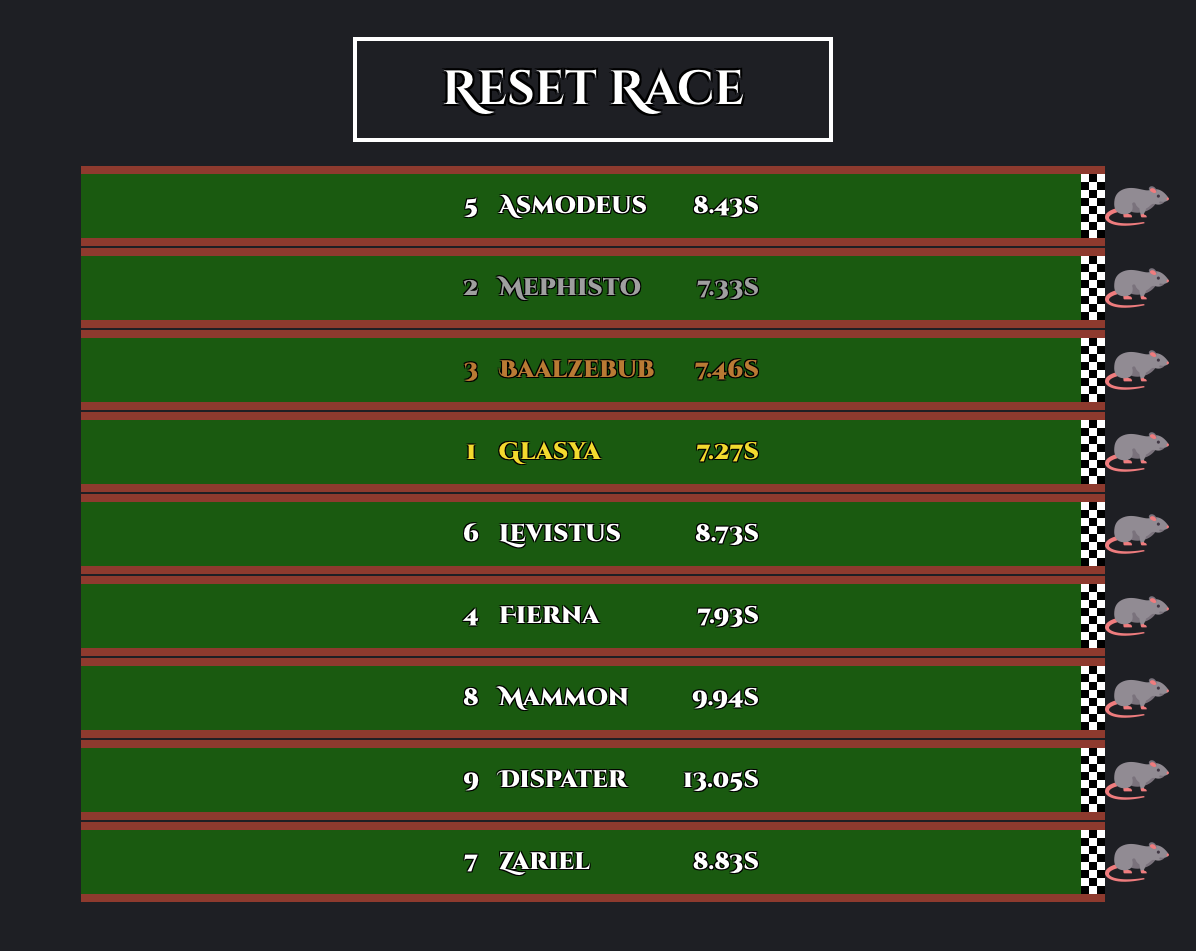 Reset Race
5 Asmodeus 8.43s
2 Mephisto 7.33s
3 Baalzebub 7.46s
1 Glasya 7.27s
6 Levistus 8.73s
4 Fierna 7.93s
8 Mammon 9.94s
9 Dispater 13.05s
7 Zariel 8.83s